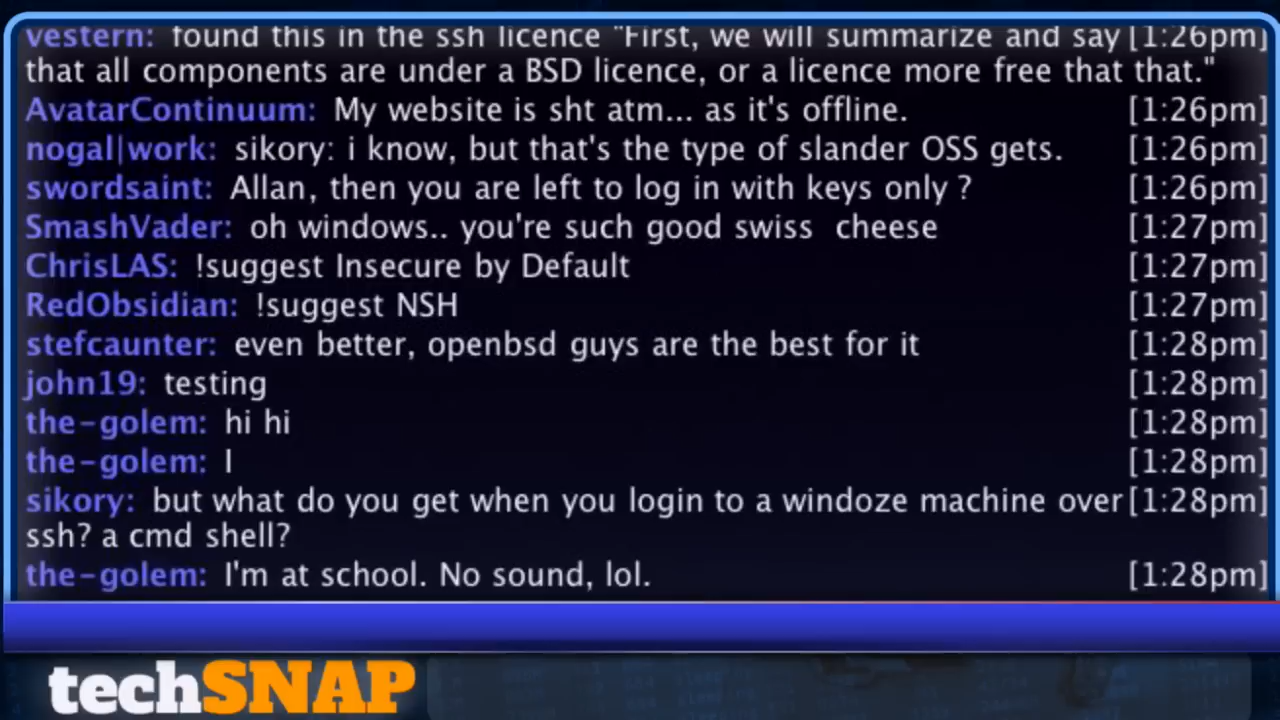 vestern: found this in the ssh licence "First, we will summarize and say [1:26pm]
that all components are under a BSD licence, or a licence more free that that."
AvatarContinuum: My website is sht atm... as it's offline. [1:26pm]
nogal|work: sikory: i know, but that's the type of slander OSS gets. [1:26pm]
swordsaint: Allan, then you are left to log in with keys only ? [1:26pm]
SmashVader: oh windows.. you're such good swiss  cheese [1:27pm]
ChrisLAS: !suggest Insecure by Default [1:27pm]
RedObsidian: !suggest NSH [1:27pm]
stefcaunter: even better, openbsd guys are the best for it [1:28pm]
john19: testing [1:28pm]
the-golem: hi hi [1:28pm]
the-golem: I [1:28pm]
sikory: but what do you get when you login to a windoze machine over [1:28pm]
ssh? a cmd shell?
the-golem: I'm at school. No sound, lol. [1:28pm]
techSNAP